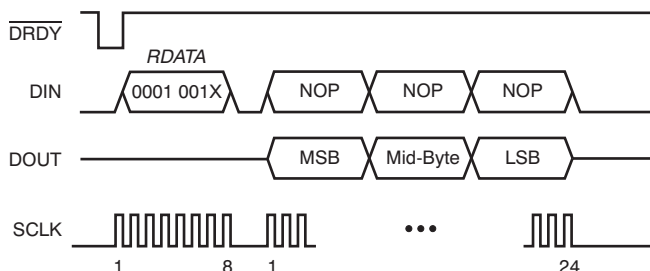 DRDY
RDATA
DIN 0001 001X NOP NOP NOP
DOUT MSB Mid-Byte LSB
SCLK
1 8 1 24